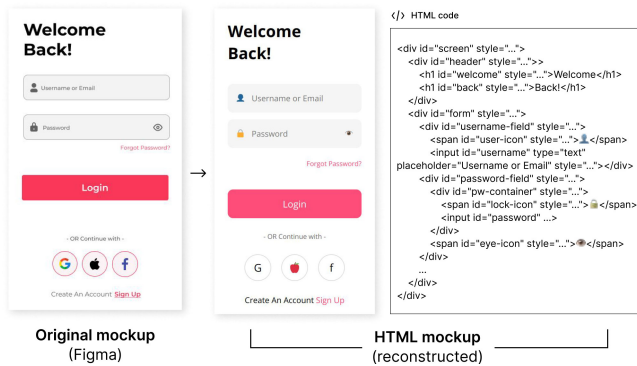 Welcome
Back!
Username or Email
Password
Forgot Password?
Login
- OR Continue with -
G
f
Create An Account Sign Up
Original mockup
(Figma)
Welcome
Back!
Username or Email
Password
Forgot Password?
Login
- OR Continue with -
G
f
Create An Account Sign Up
</> HTML code
<div id="screen" style="...">
<div id="header" style="...">>
<h1 id="welcome" style="...">Welcome</h1>
<h1 id="back" style="...">Back!</h1>
</div>
<div id="form" style="...">
<div id="username-field" style="...">
<span id="user-icon" style="...">👤</span>
<input id="username" type="text"
placeholder="Username or Email" style="..."></div>
<div id="password-field" style="...">
<div id="pw-container" style="...">
<span id="lock-icon" style="...">🔒</span>
<input id="password" ...>
</div>
<span id="eye-icon" style="...">👁</span>
</div>
...
</div>
</div>
HTML mockup
(reconstructed)